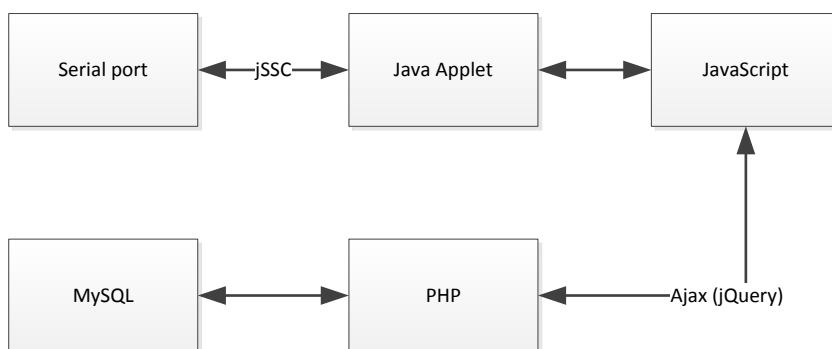 Serial port
jSSC
Java Applet
JavaScript
MySQL
PHP
Ajax (jQuery)